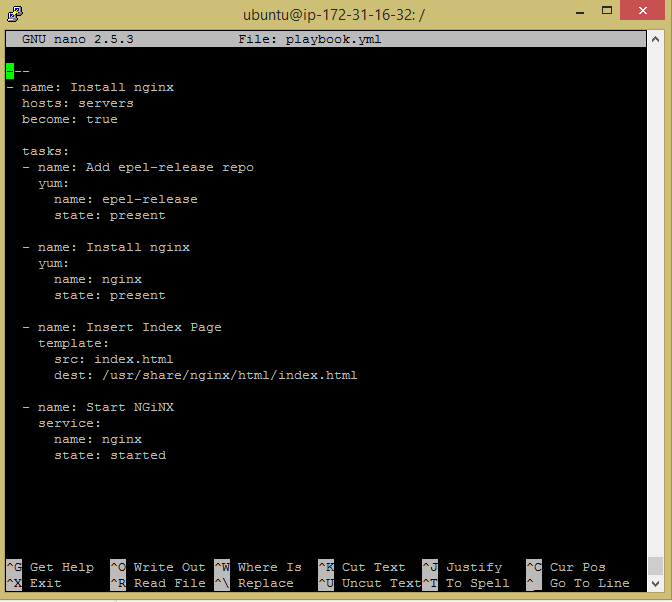 ubuntu@ip-172-31-16-32: /
GNU nano 2.5.3 File: playbook.yml
---
- name: Install nginx
  hosts: servers
  become: true

  tasks:
  - name: Add epel-release repo
    yum:
      name: epel-release
      state: present

  - name: Install nginx
    yum:
      name: nginx
      state: present

  - name: Insert Index Page
    template:
      src: index.html
      dest: /usr/share/nginx/html/index.html

  - name: Start NGiNX
    service:
      name: nginx
      state: started

^G Get Help ^O Write Out ^W Where Is ^K Cut Text ^J Justify ^C Cur Pos
^X Exit ^R Read File ^\ Replace ^U Uncut Text ^T To Spell ^_ Go To Line